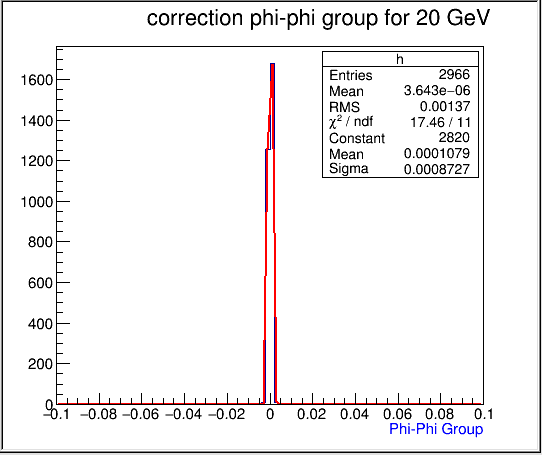 correction phi-phi group for 20 GeV
h
Entries 2966
Mean 3.643e−06
RMS 0.00137
χ² / ndf 17.46 / 11
Constant 2820
Mean 0.0001079
Sigma 0.0008727
1600
1400
1200
1000
800
600
400
200
0
−0.1 −0.08 −0.06 −0.04 −0.02 0 0.02 0.04 0.06 0.08 0.1
Phi-Phi Group